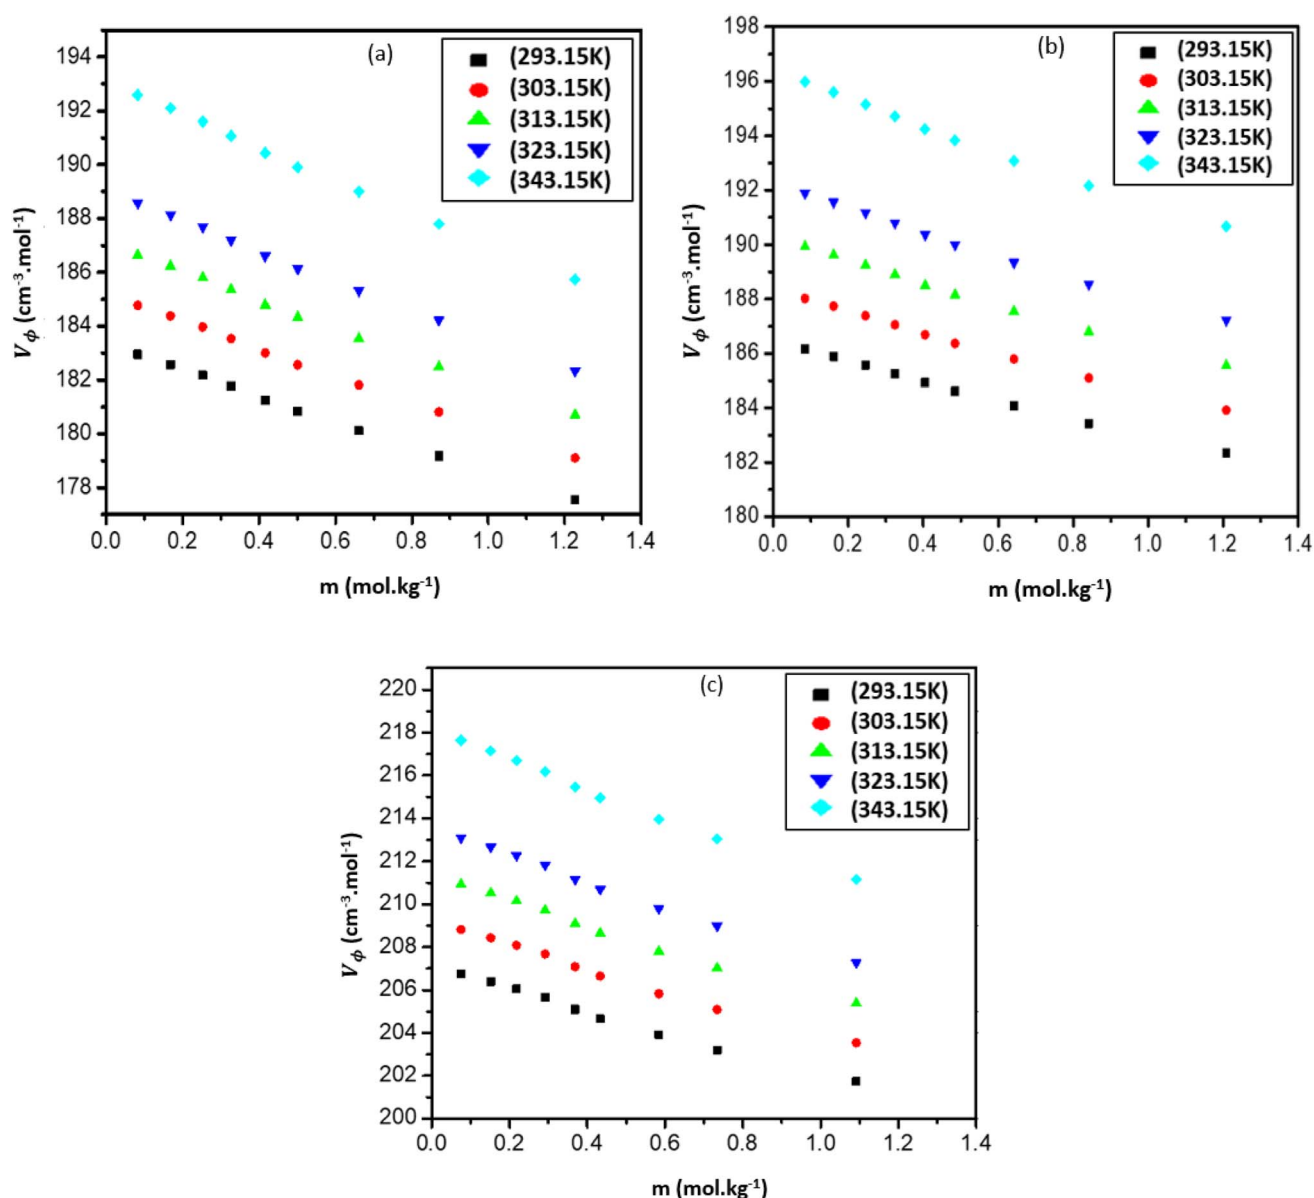 (a)
194
192
190
188
186
184
182
180
178
V𝜙 (cm-3.mol-1)
(293.15K)
(303.15K)
(313.15K)
(323.15K)
(343.15K)
0.0 0.2 0.4 0.6 0.8 1.0 1.2 1.4
m (mol.kg-1)
(b)
198
196
194
192
190
188
186
184
182
180
V𝜙 (cm-3.mol-1)
(293.15K)
(303.15K)
(313.15K)
(323.15K)
(343.15K)
0.0 0.2 0.4 0.6 0.8 1.0 1.2 1.4
m (mol.kg-1)
(c)
220
218
216
214
212
210
208
206
204
202
200
V𝜙 (cm-3.mol-1)
(293.15K)
(303.15K)
(313.15K)
(323.15K)
(343.15K)
0.0 0.2 0.4 0.6 0.8 1.0 1.2 1.4
m (mol.kg-1)